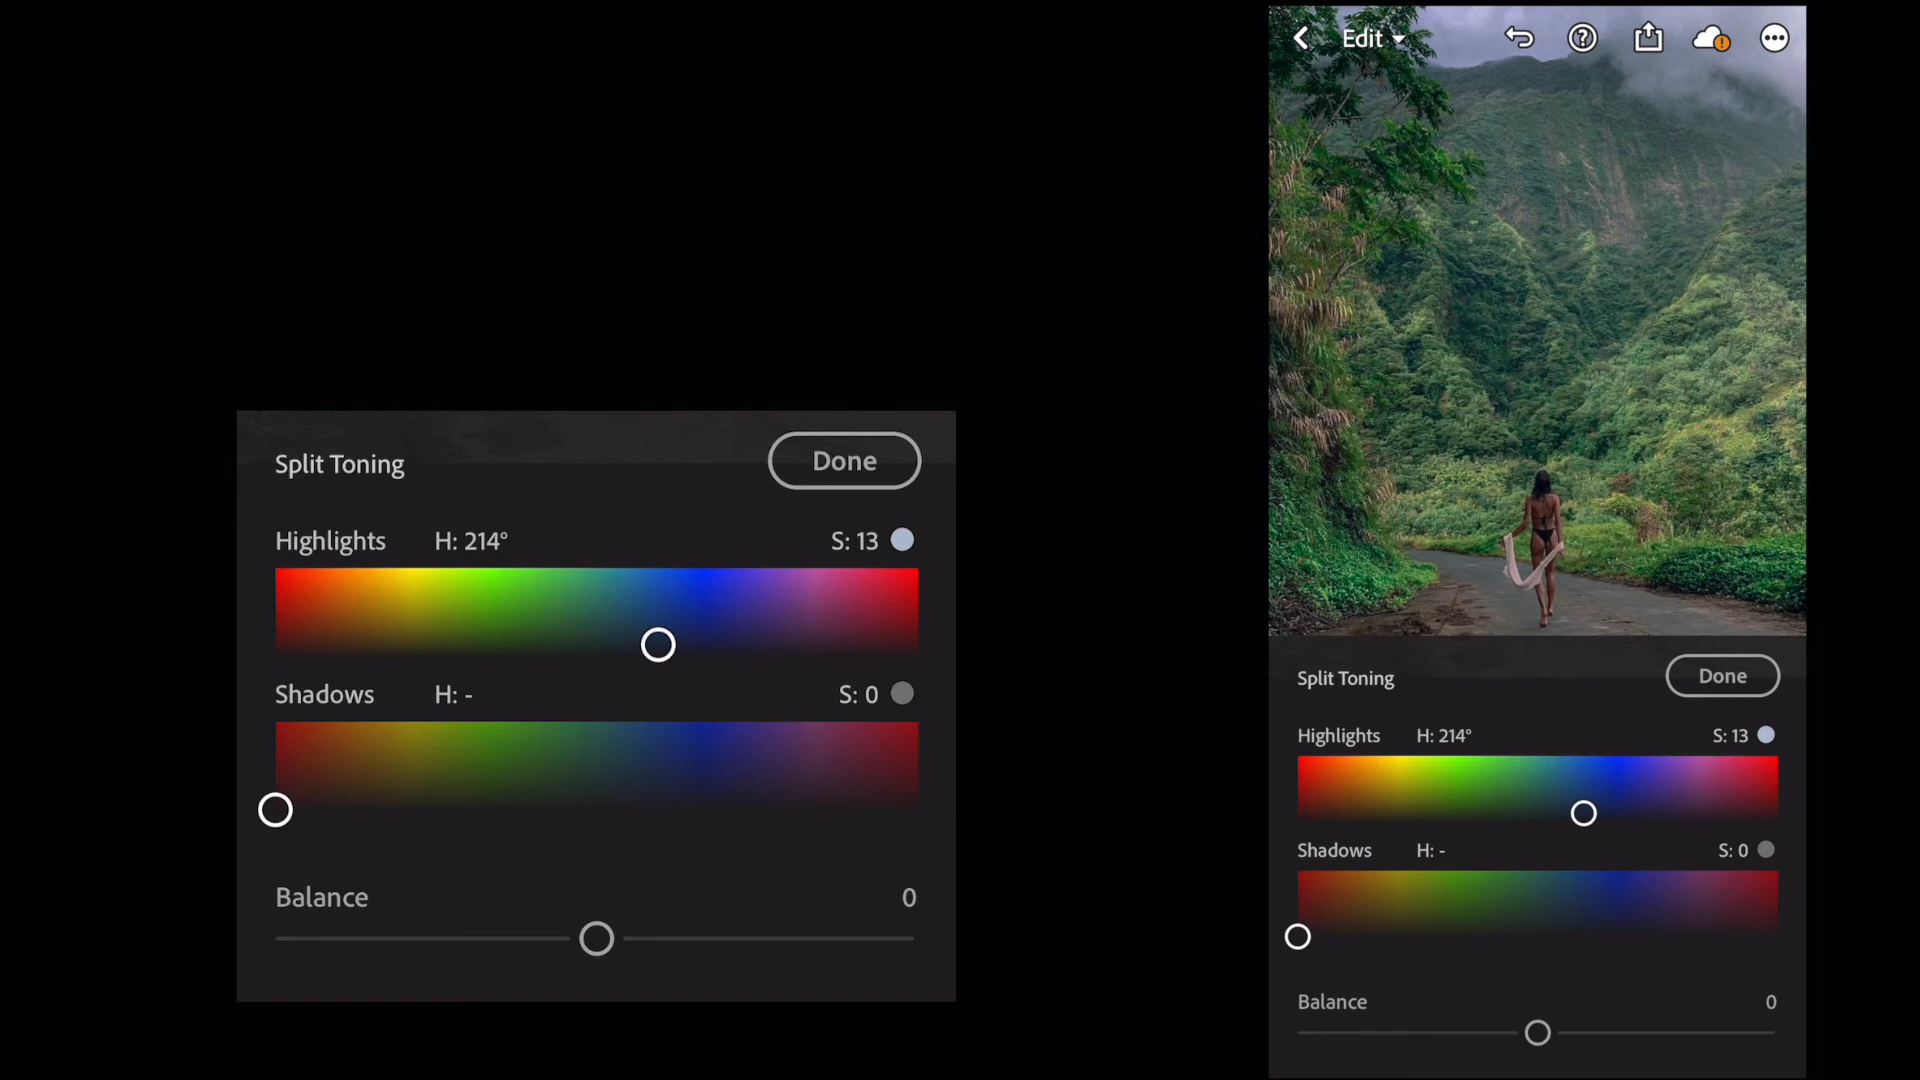 Split Toning
Done
Highlights H: 214° S: 13
Shadows H: - S: 0
Balance 0
Edit
Split Toning
Done
Highlights H: 214° S: 13
Shadows H: - S: 0
Balance 0